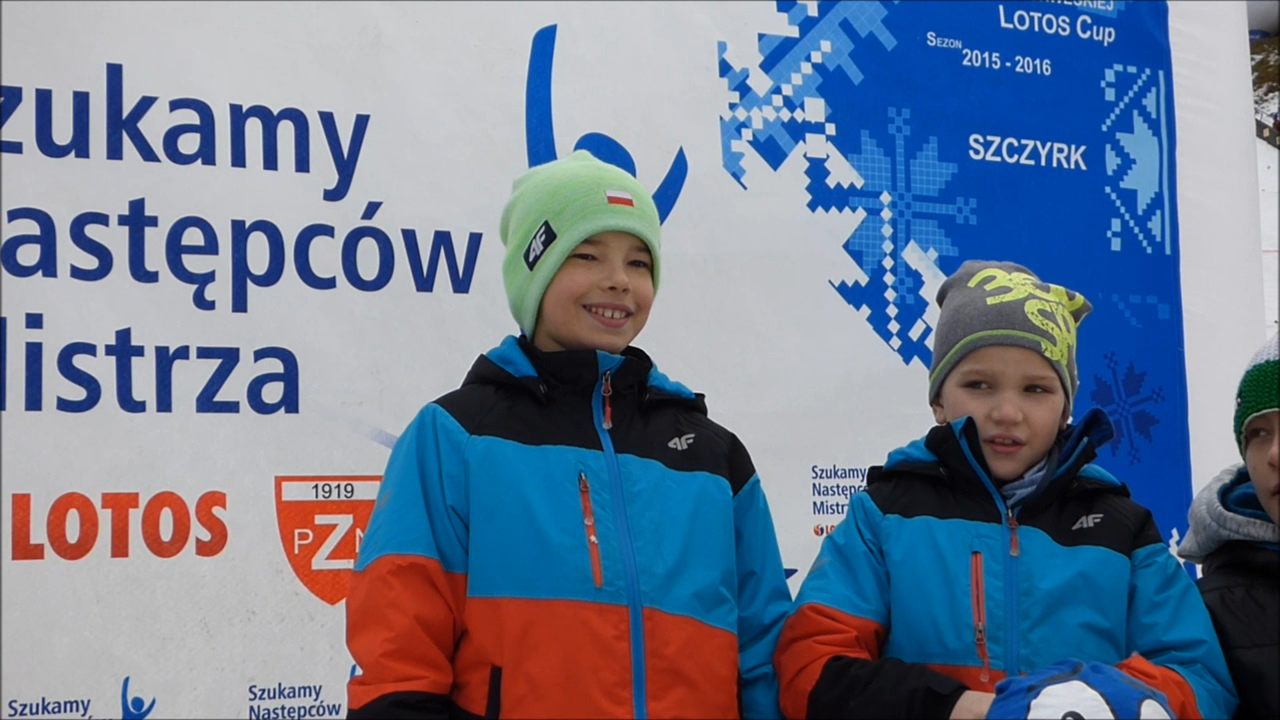 zukamy
astępców
istrza
LOTOS
1919
PZN
Szukamy
Szukamy
Następców
Szukamy
Następców
Mistrza
LOTOS Cup
SEZON
2015 - 2016
SZCZYRK
4F
4F
4F